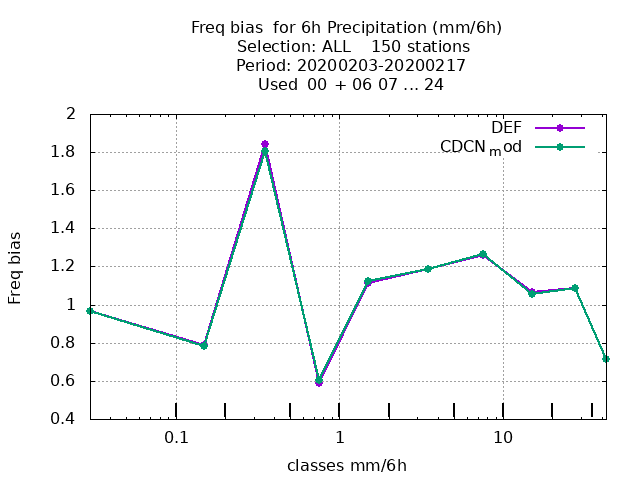 Freq bias  for 6h Precipitation (mm/6h)
Selection: ALL    150 stations
Period: 20200203-20200217
Used  00  + 06 07 ... 24
DEF
CDCNmod
2
1.8
1.6
1.4
1.2
1
0.8
0.6
0.4
Freq bias
0.1
1
10
classes mm/6h